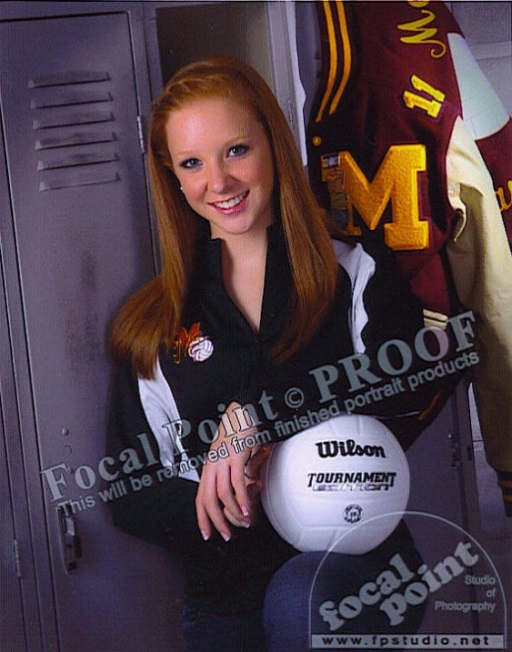 11
M
M
Focal Point © PROOF
This will be removed from finished portrait products
Wilson
TOURNAMENT
EDITION
focal
point
Studio
of
Photography
www.fpstudio.net